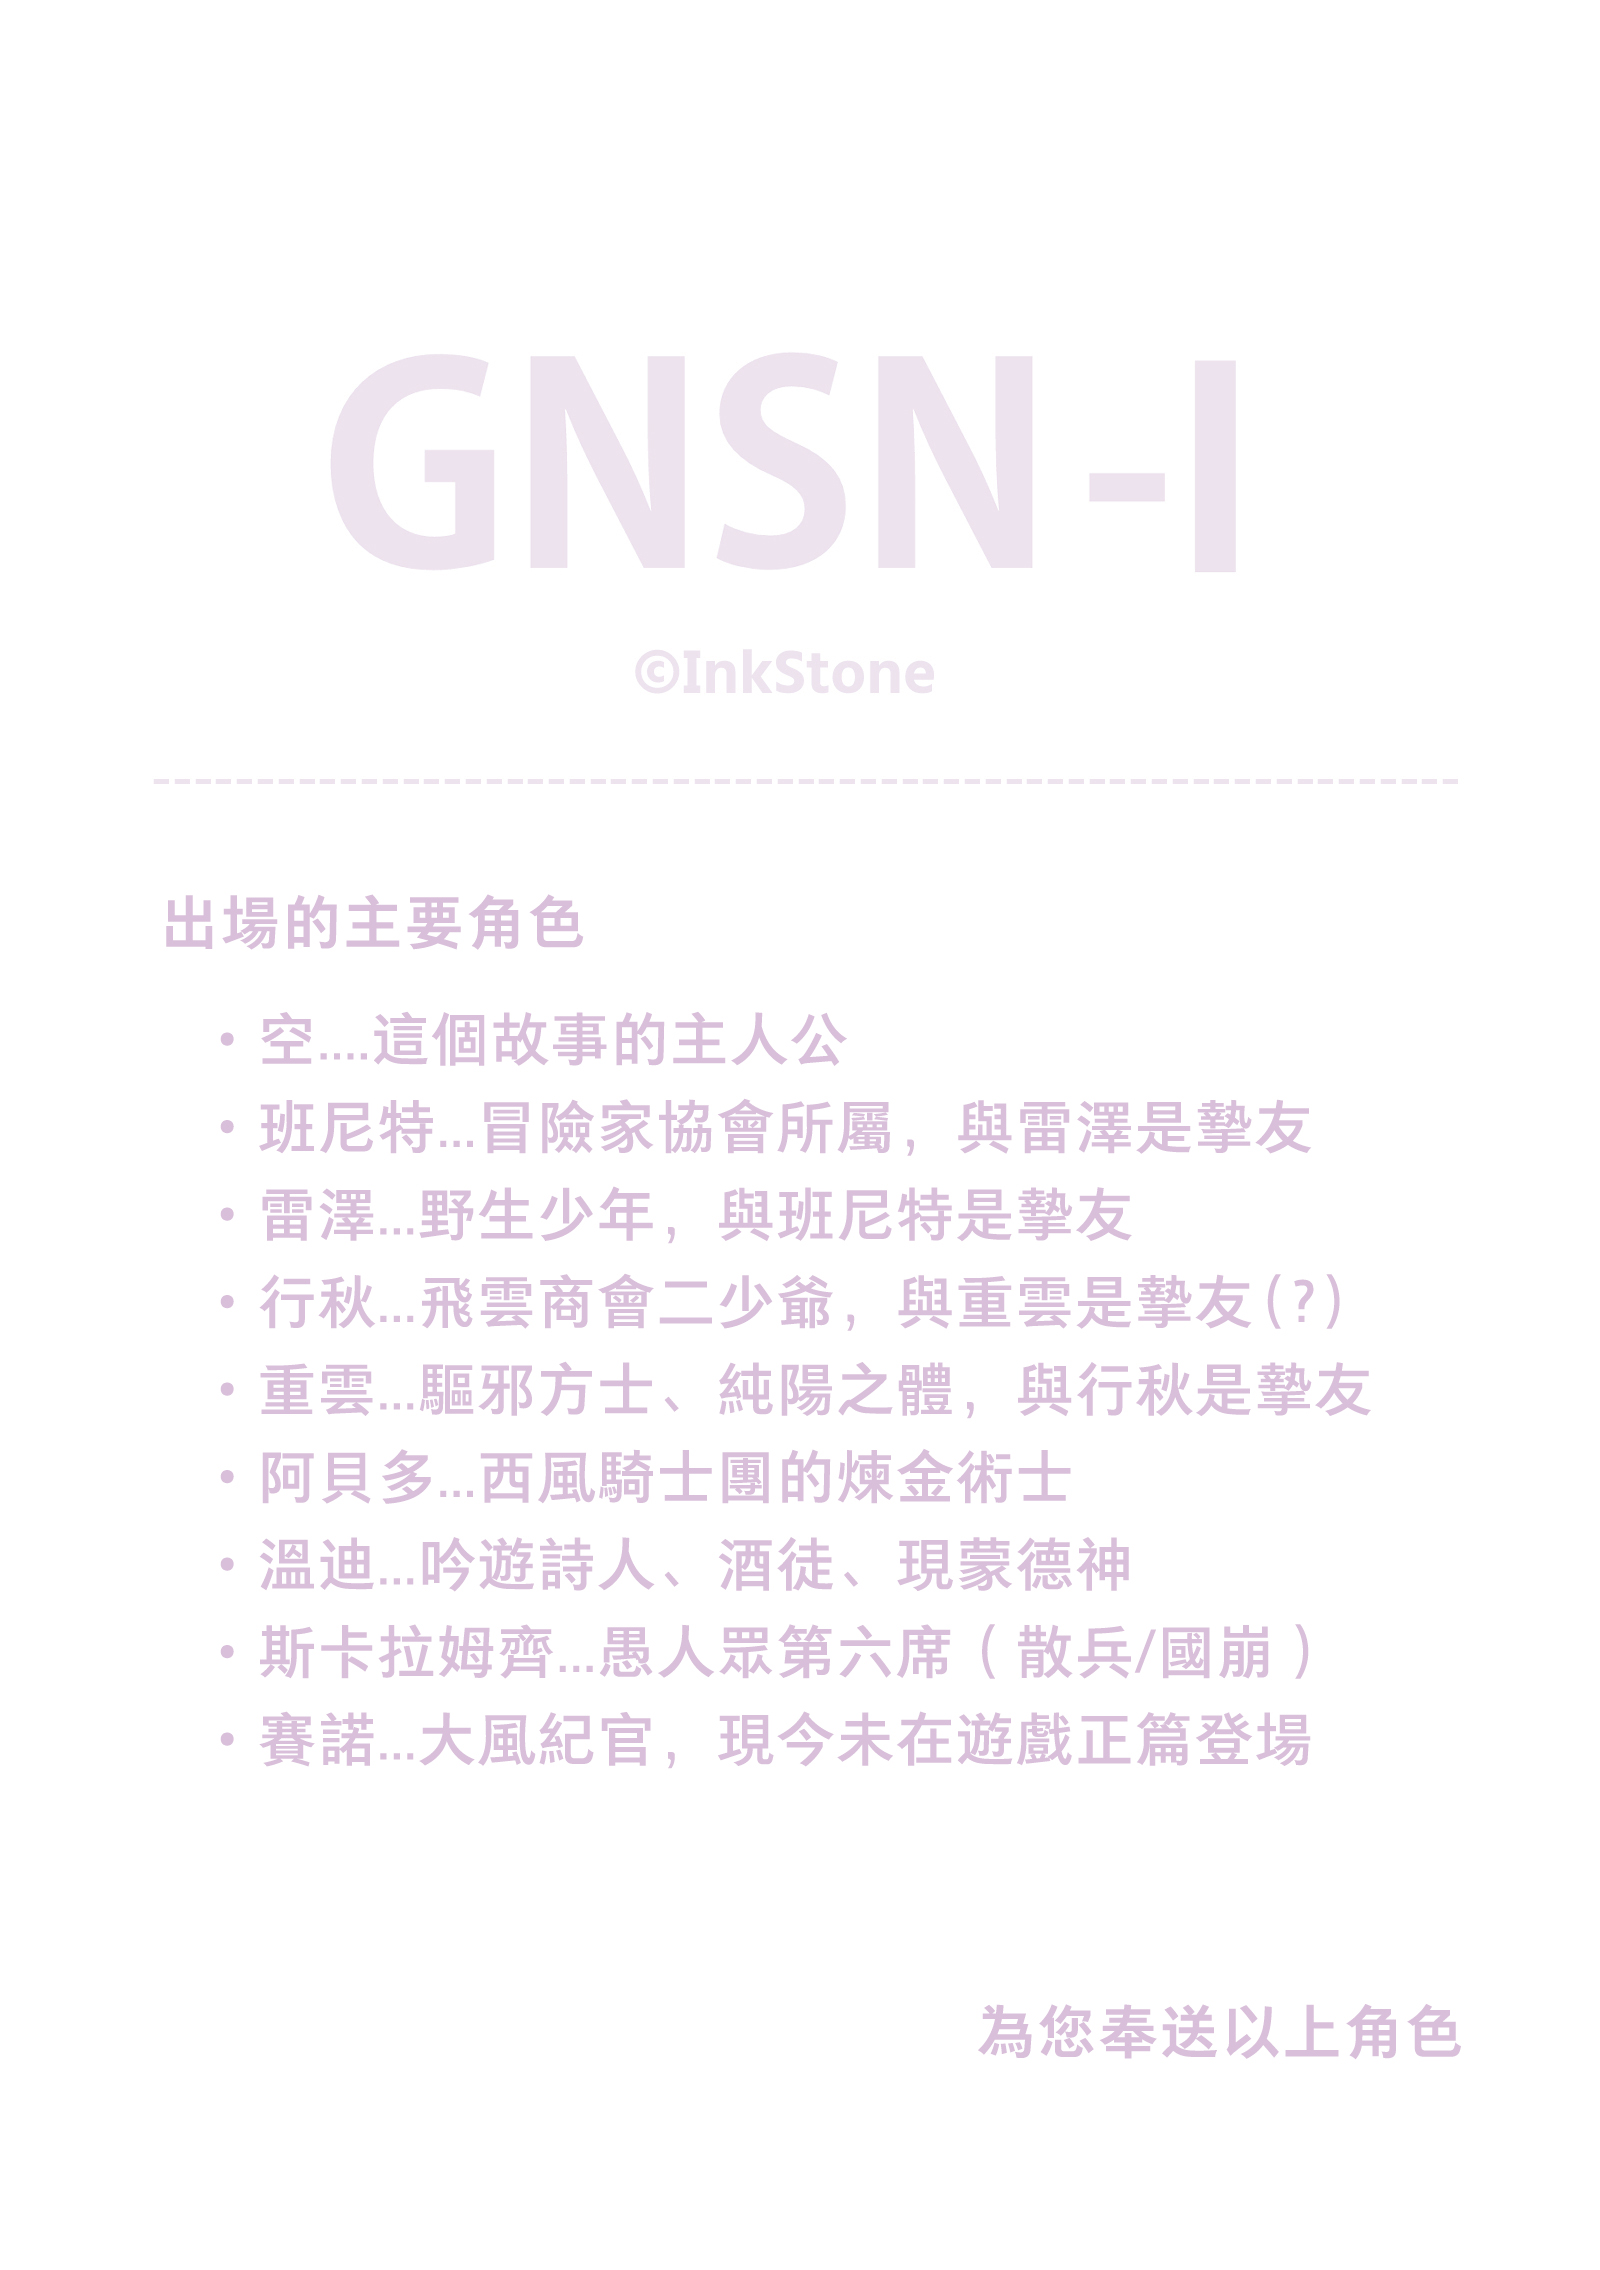 GNSN-I
©InkStone
出場的主要角色
• 空....這個故事的主人公
• 班尼特...冒險家協會所屬，與雷澤是摯友
• 雷澤...野生少年，與班尼特是摯友
• 行秋...飛雲商會二少爺，與重雲是摯友(?)
• 重雲...驅邪方士、純陽之體，與行秋是摯友
• 阿貝多...西風騎士團的煉金術士
• 溫迪...吟遊詩人、酒徒、現蒙德神
• 斯卡拉姆齊...愚人眾第六席（散兵/國崩）
• 賽諾...大風紀官，現今未在遊戲正篇登場
為您奉送以上角色